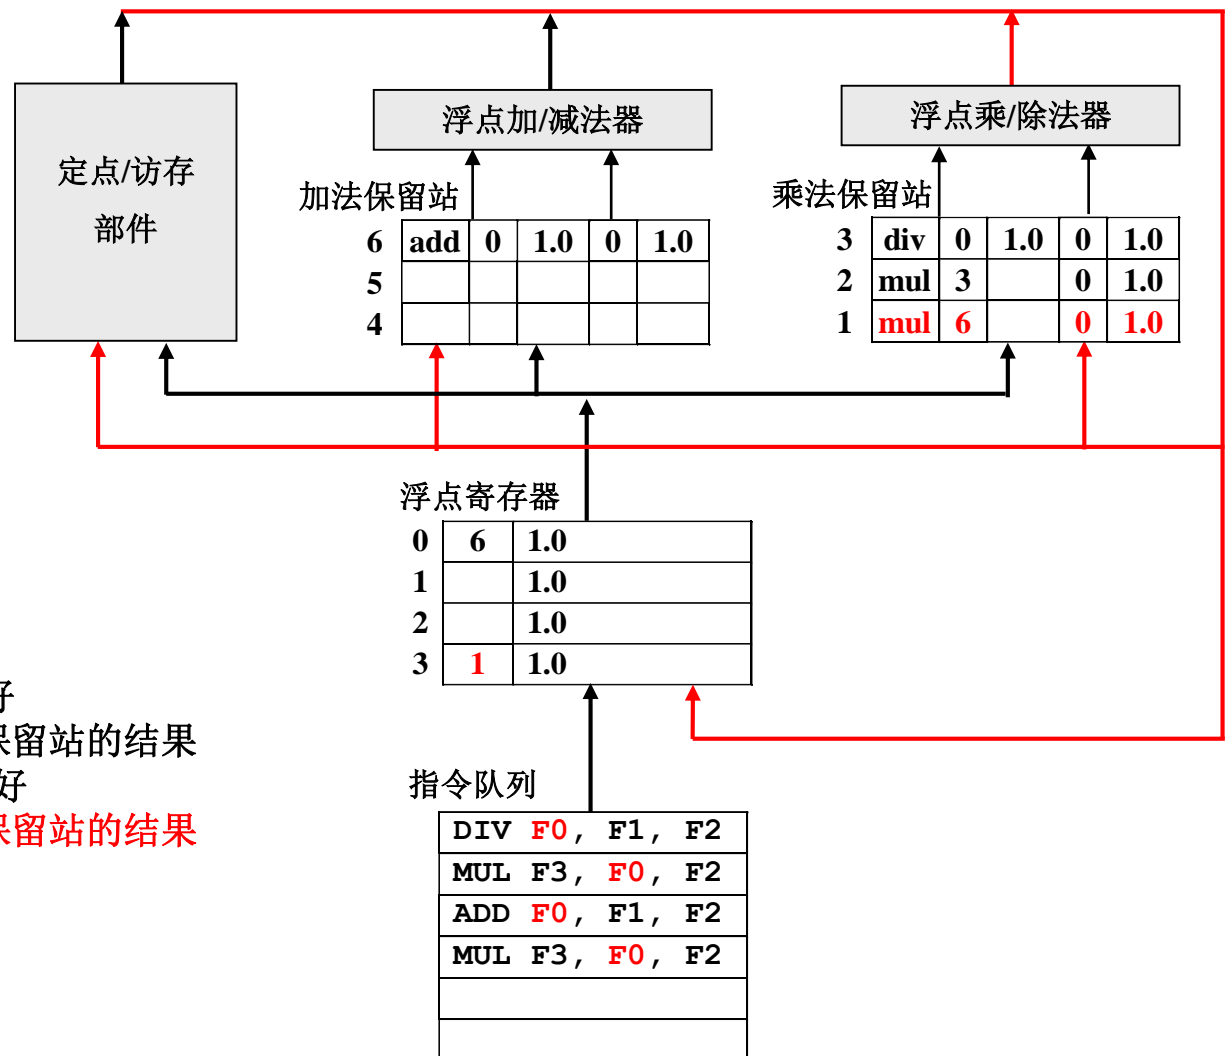 浮点加/减法器
浮点乘/除法器
定点/访存
部件
加法保留站
6 add 0 1.0 0 1.0
5
4
乘法保留站
3 div 0 1.0 0 1.0
2 mul 3 0 1.0
1 mul 6 0 1.0
浮点寄存器
0 6 1.0
1 1.0
2 1.0
3 1 1.0
好
保留站的结果
好
保留站的结果
指令队列
DIV F0, F1, F2
MUL F3, F0, F2
ADD F0, F1, F2
MUL F3, F0, F2